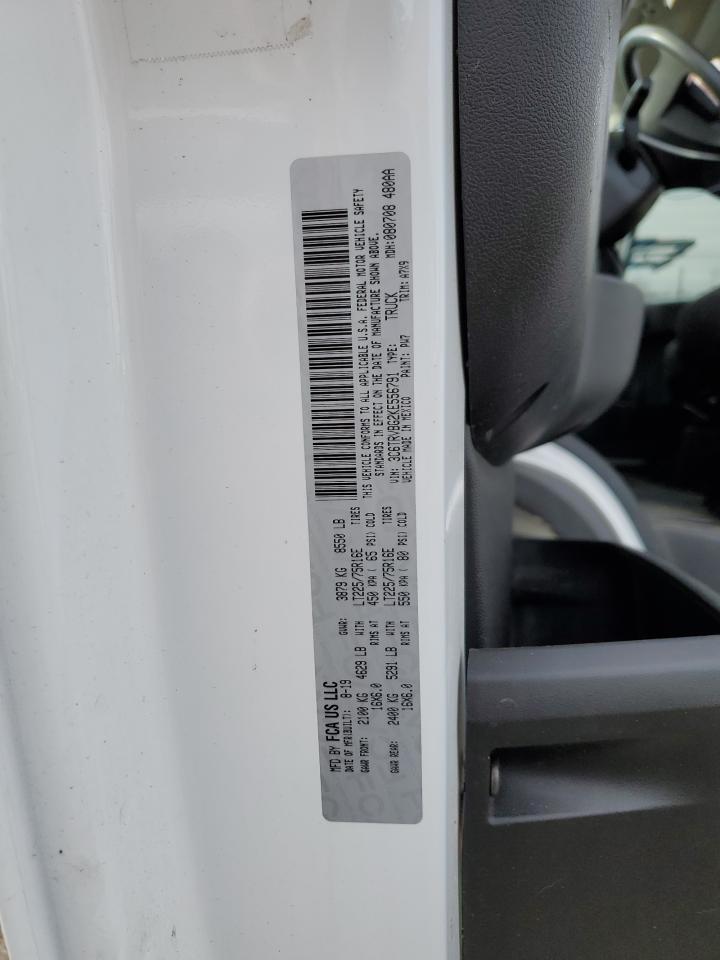 MFD BY FCA US LLC
DATE OF MFR(BUILT): 8-19 GVWR: 3879 KG 8550 LB
GAWR FRONT: 2100 KG 4629 LB WITH LT225/75R16E TIRES
16X6.0 RIMS AT 450 KPA ( 65 PSI) COLD
GAWR REAR: 2400 KG 5291 LB WITH LT225/75R16E TIRES
16X6.0 RIMS AT 550 KPA ( 80 PSI) COLD
THIS VEHICLE CONFORMS TO ALL APPLICABLE U.S.A. FEDERAL MOTOR VEHICLE SAFETY
STANDARDS IN EFFECT ON THE DATE OF MANUFACTURE SHOWN ABOVE.
VIN: 3C6TRVBG2KE556791 TYPE: TRUCK MDH: 080708 480AA
VEHICLE MADE IN MEXICO PAINT: PW7 TRIM: A7X9